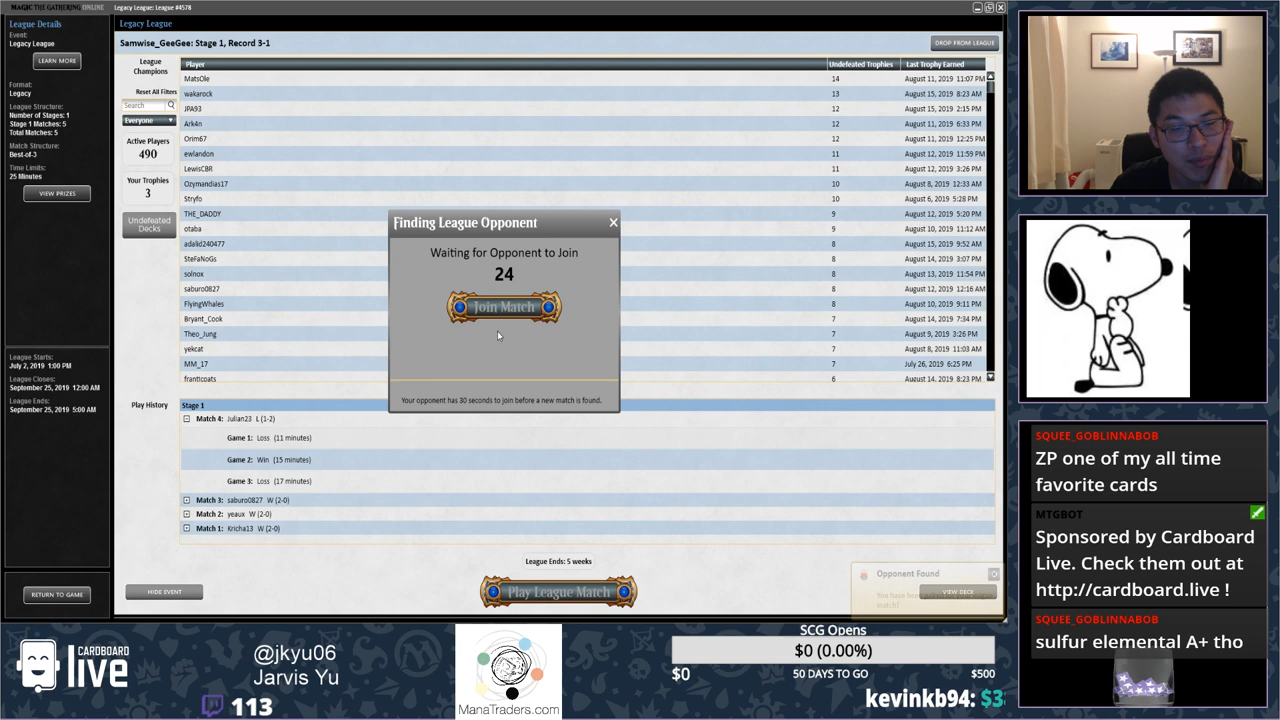 MAGIC THE GATHERING ONLINE
Legacy League: League #4578
League Details
Event:
Legacy League
LEARN MORE
Format:
Legacy
League Structure:
Number of Stages: 1
Stage 1 Matches: 5
Total Matches: 5
Match Structure:
Best-of-3
Time Limits:
25 Minutes
VIEW PRIZES
League Starts:
July 2, 2019 1:00 PM
League Closes:
September 25, 2019 12:00 AM
League Ends:
September 25, 2019 5:00 AM
RETURN TO GAME
Legacy League
Samwise_GeeGee: Stage 1, Record 3-1
DROP FROM LEAGUE
League
Champions
Reset All Filters
Search
Everyone
Active Players
490
Your Trophies
3
Undefeated
Decks
Player Undefeated Trophies Last Trophy Earned
MatsOle 14 August 11, 2019 11:07 PM
wakarock 13 August 15, 2019 8:23 AM
JPA93 12 August 15, 2019 2:15 PM
Ark4n 12 August 11, 2019 6:33 PM
Orim67 12 August 11, 2019 12:25 PM
ewlandon 11 August 12, 2019 11:59 PM
LewisCBR 11 August 12, 2019 3:26 PM
Ozymandias17 10 August 8, 2019 12:33 AM
Stryfo 10 August 6, 2019 5:28 PM
THE_DADDY 9 August 12, 2019 5:20 PM
otaba 9 August 10, 2019 11:12 AM
adalid240477 8 August 15, 2019 9:52 AM
SteFaNoGs 8 August 14, 2019 3:07 PM
solnox 8 August 13, 2019 11:54 PM
saburo0827 8 August 12, 2019 12:16 AM
FlyingWhales 8 August 10, 2019 9:11 PM
Bryant_Cook 7 August 14, 2019 7:34 PM
Theo_Jung 7 August 9, 2019 3:26 PM
yekcat 7 August 8, 2019 11:03 AM
MM_17 7 July 26, 2019 6:25 PM
franticoats 6 August 14, 2019 8:23 PM
Finding League Opponent
Waiting for Opponent to Join
24
Join Match
Your opponent has 30 seconds to join before a new match is found.
Play History
Stage 1
Match 4: Julian23 L (1-2)
Game 1: Loss (11 minutes)
Game 2: Win (15 minutes)
Game 3: Loss (17 minutes)
Match 3: saburo0827 W (2-0)
Match 2: yeaux W (2-0)
Match 1: Kricha13 W (2-0)
League Ends: 5 weeks
HIDE EVENT
Play League Match
Opponent Found
VIEW DECK
SQUEE_GOBLINNABOB
ZP one of my all time
favorite cards
MTGBOT
Sponsored by Cardboard
Live. Check them out at
http://cardboard.live !
SQUEE_GOBLINNABOB
sulfur elemental A+ tho
CARDBOARD
live
@jkyu06
Jarvis Yu
113
ManaTraders.com
SCG Opens
$0 (0.00%)
$0 50 DAYS TO GO $500
kevinkb94: $3